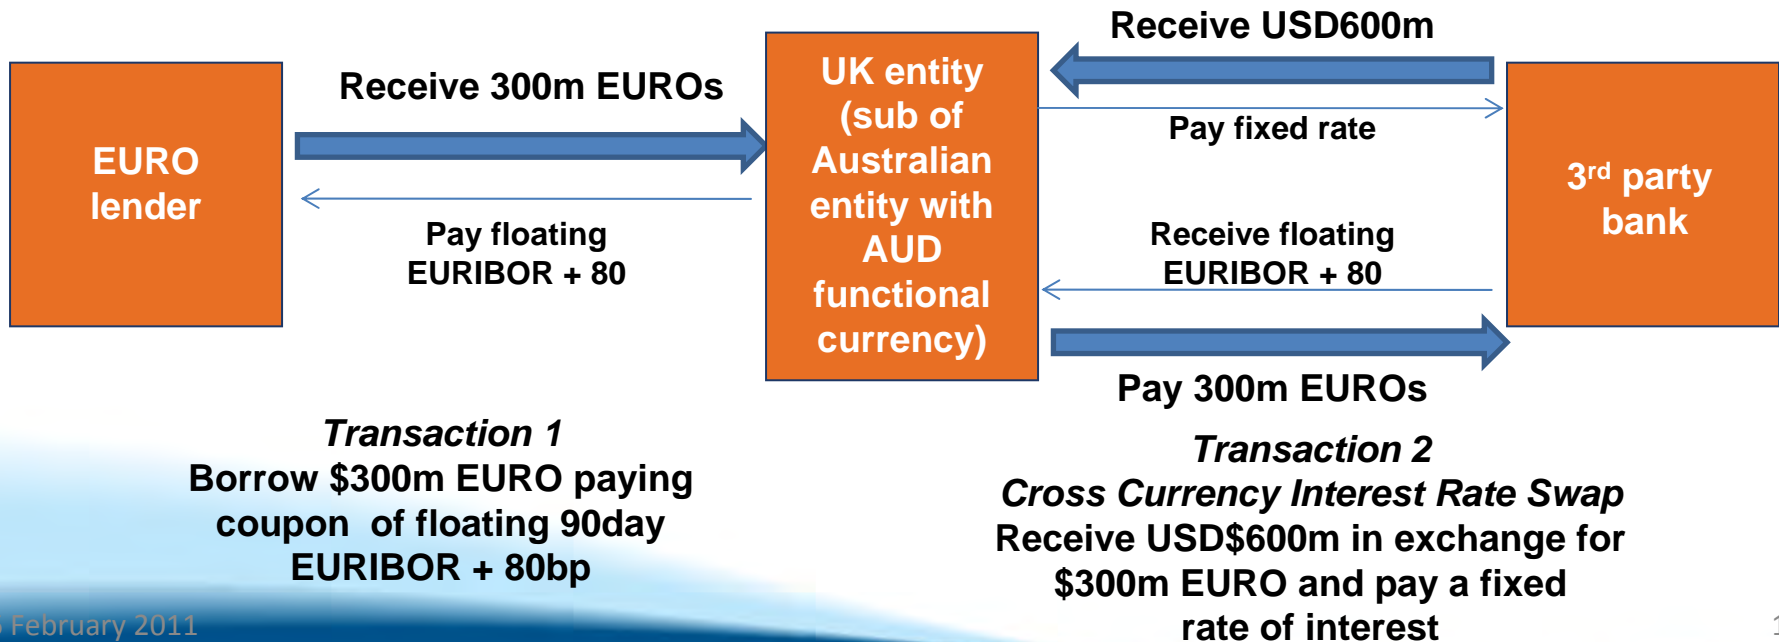 Receive USD600m
Receive 300m EUROs
EURO
lender
UK entity
(sub of
Australian
entity with
AUD
functional
currency)
Pay fixed rate
3rd party
bank
Pay floating
EURIBOR + 80
Receive floating
EURIBOR + 80
Pay 300m EUROs
Transaction 1
Borrow $300m EURO paying
coupon of floating 90day
EURIBOR + 80bp
Transaction 2
Cross Currency Interest Rate Swap
Receive USD$600m in exchange for
$300m EURO and pay a fixed
rate of interest
February 2011